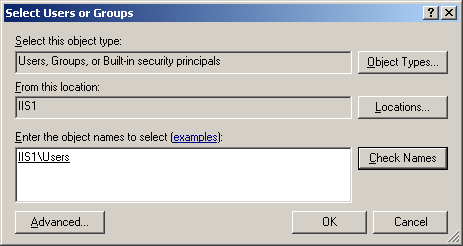 Select Users or Groups
Select this object type:
Users, Groups, or Built-in security principals
Object Types...
From this location:
IIS1
Locations...
Enter the object names to select (examples):
IIS1\Users
Check Names
Advanced...
OK
Cancel